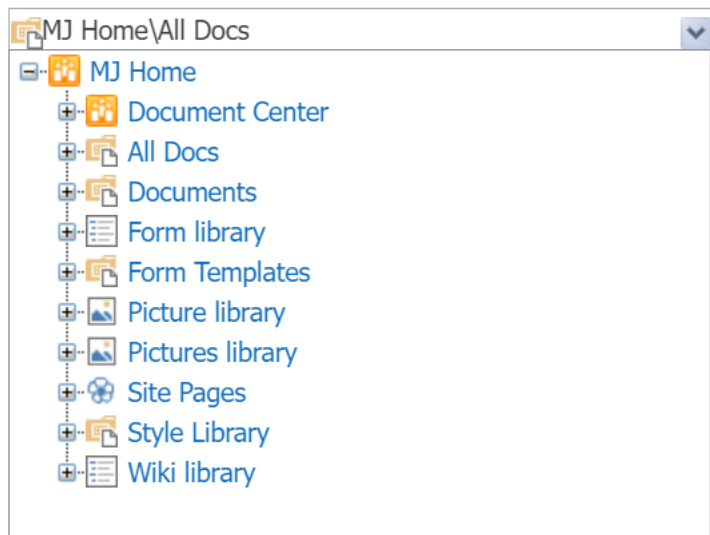 MJ Home\All Docs
MJ Home
Document Center
All Docs
Documents
Form library
Form Templates
Picture library
Pictures library
Site Pages
Style Library
Wiki library